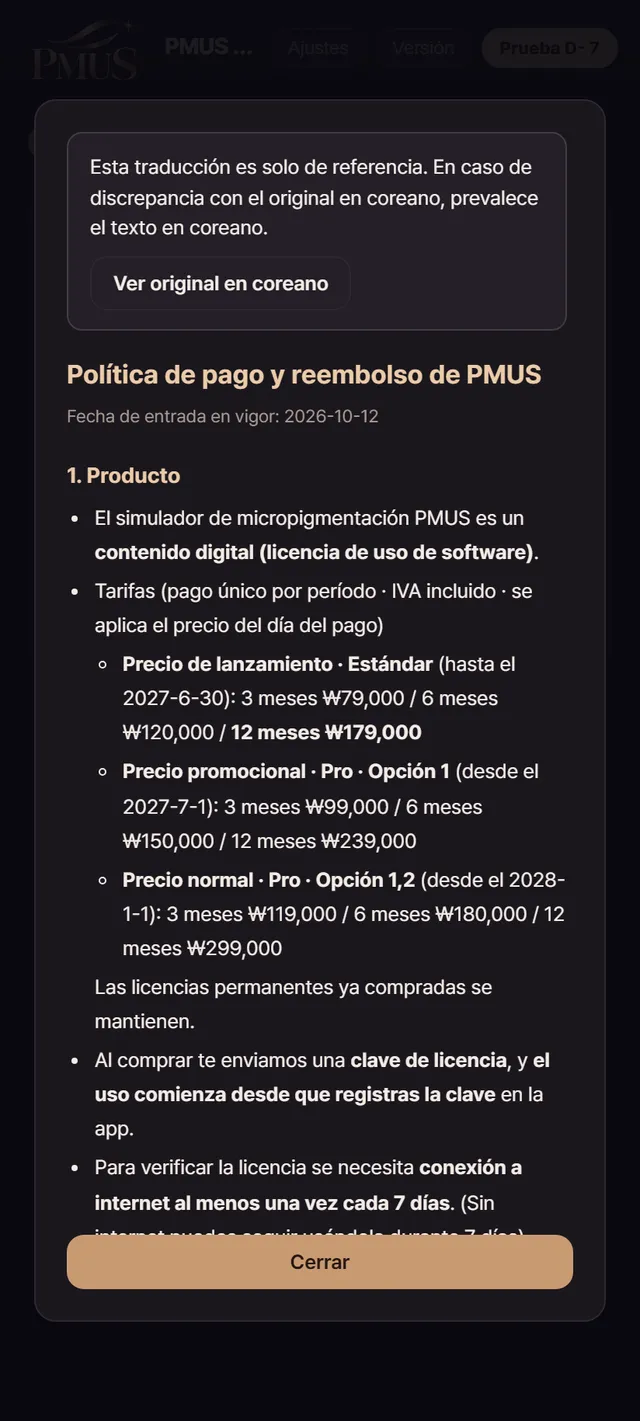 PMUS
PMUS ...
Ajustes
Versión
Prueba D- 7
Esta traducción es solo de referencia. En caso de
discrepancia con el original en coreano, prevalece
el texto en coreano.
Ver original en coreano
Política de pago y reembolso de PMUS
Fecha de entrada en vigor: 2026-10-12
1. Producto
• El simulador de micropigmentación PMUS es un
contenido digital (licencia de uso de software).
• Tarifas (pago único por período · IVA incluido · se
aplica el precio del día del pago)
◦ Precio de lanzamiento · Estándar (hasta el
2027-6-30): 3 meses ₩79,000 / 6 meses
₩120,000 / 12 meses ₩179,000
◦ Precio promocional · Pro · Opción 1 (desde el
2027-7-1): 3 meses ₩99,000 / 6 meses
₩150,000 / 12 meses ₩239,000
◦ Precio normal · Pro · Opción 1,2 (desde el 2028-
1-1): 3 meses ₩119,000 / 6 meses ₩180,000 / 12
meses ₩299,000
Las licencias permanentes ya compradas se
mantienen.
• Al comprar te enviamos una clave de licencia, y el
uso comienza desde que registras la clave en la
app.
• Para verificar la licencia se necesita conexión a
internet al menos una vez cada 7 días. (Sin
internet puedes seguir usándolo durante 7 días)
Cerrar